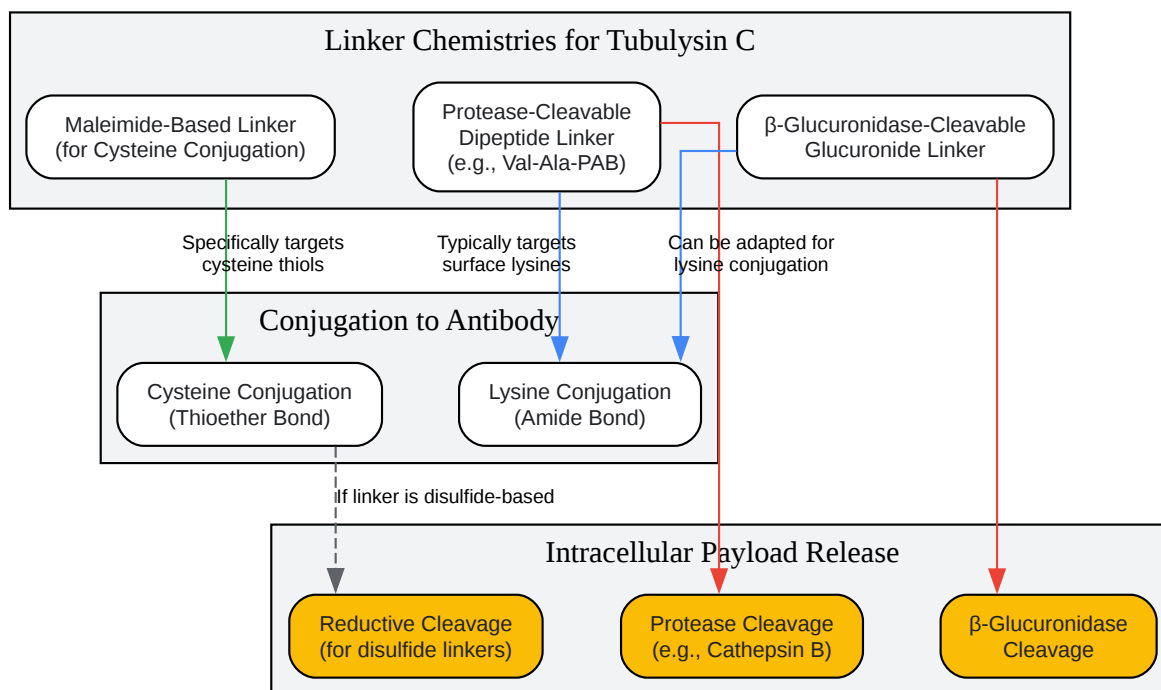 Linker Chemistries for Tubulysin C
Maleimide-Based Linker
(for Cysteine Conjugation)
Protease-Cleavable
Dipeptide Linker
(e.g., Val-Ala-PAB)
β-Glucuronidase-Cleavable
Glucuronide Linker
Specifically targets
cysteine thiols
Typically targets
surface lysines
Can be adapted for
lysine conjugation
Conjugation to Antibody
Cysteine Conjugation
(Thioether Bond)
Lysine Conjugation
(Amide Bond)
If linker is disulfide-based
Intracellular Payload Release
Reductive Cleavage
(for disulfide linkers)
Protease Cleavage
(e.g., Cathepsin B)
β-Glucuronidase
Cleavage